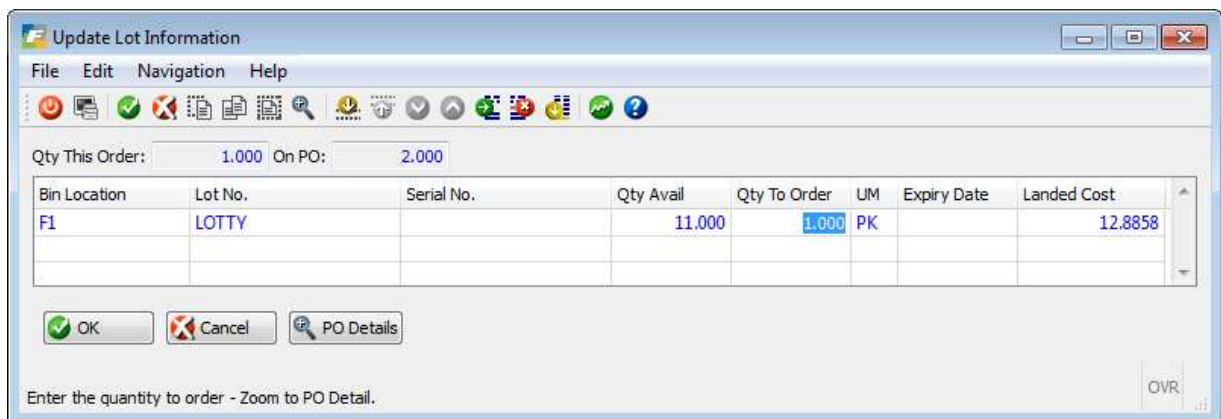 Update Lot Information
File Edit Navigation Help
Qty This Order: 1.000 On PO: 2.000
Bin Location Lot No. Serial No. Qty Avail Qty To Order UM Expiry Date Landed Cost
F1 LOTTY 11.000 1.000 PK 12.8858
OK Cancel PO Details
Enter the quantity to order - Zoom to PO Detail. OVR